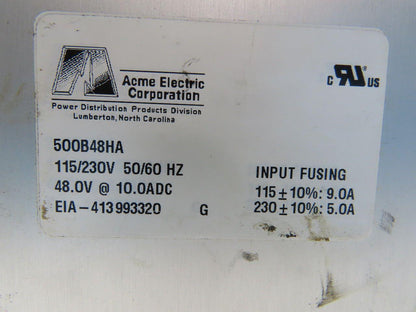 Acme Electric
Corporation
Power Distribution Products Division
Lumberton, North Carolina
c RU US
500B48HA
115/230V 50/60 HZ
48.0V @ 10.0ADC
EIA-413993320 G
INPUT FUSING
115±10%: 9.0A
230±10%: 5.0A